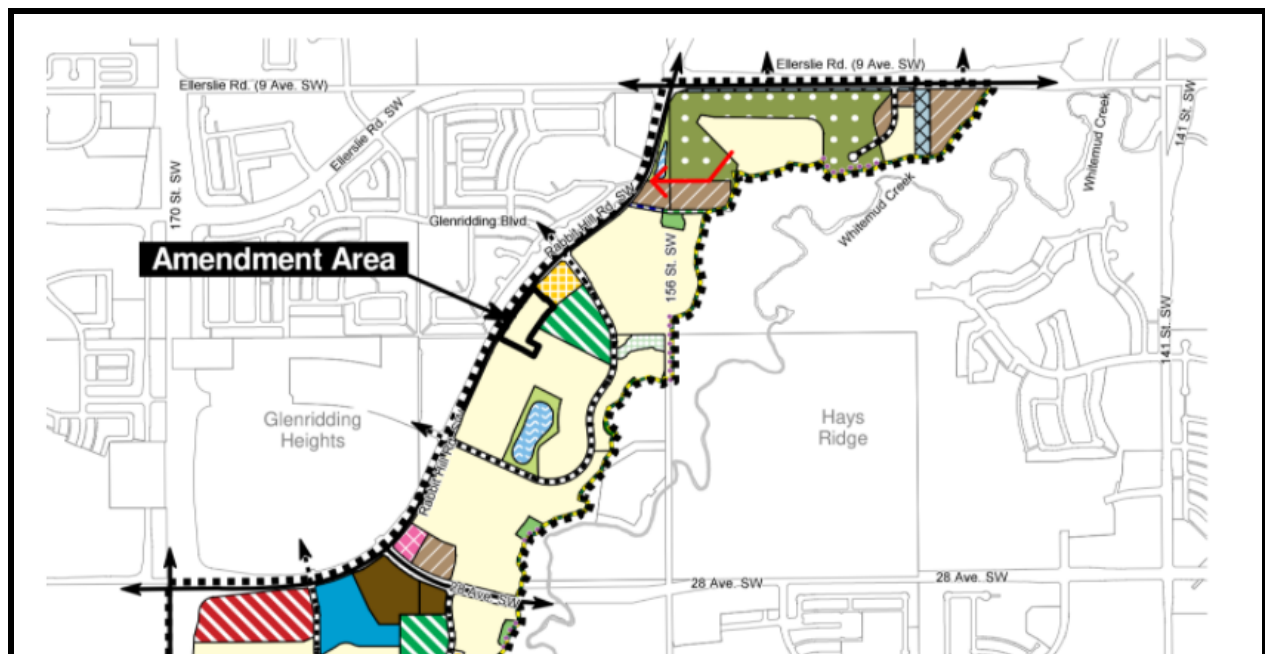 Ellerslie Rd. (9 Ave. SW)
Ellerslie Rd. (9 Ave. SW)
Ellerslie Rd. SW
141 St. SW
Whitemud Creek
170 St. SW
Rabbit Hill Rd. SW
Whitemud Creek
Glenridding Blvd.
Amendment Area
156 St. SW
141 St. SW
Glenridding
Heights
Hays
Ridge
Rabbit Hill Rd. SW
28 Ave. SW
28 Ave. SW
28 Ave. SW